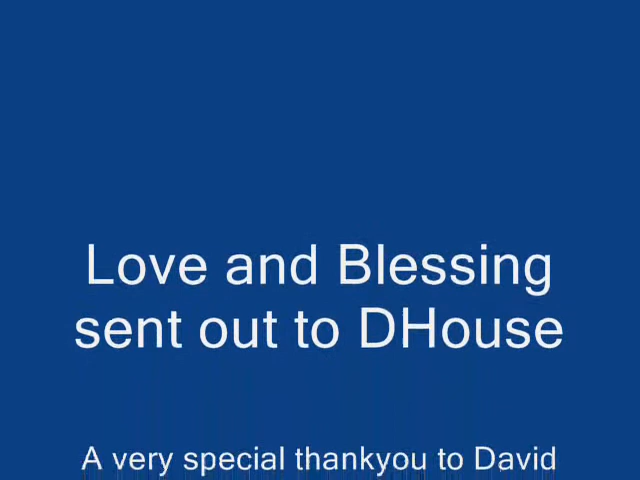 Love and Blessing
sent out to DHouse
A very special thankyou to David